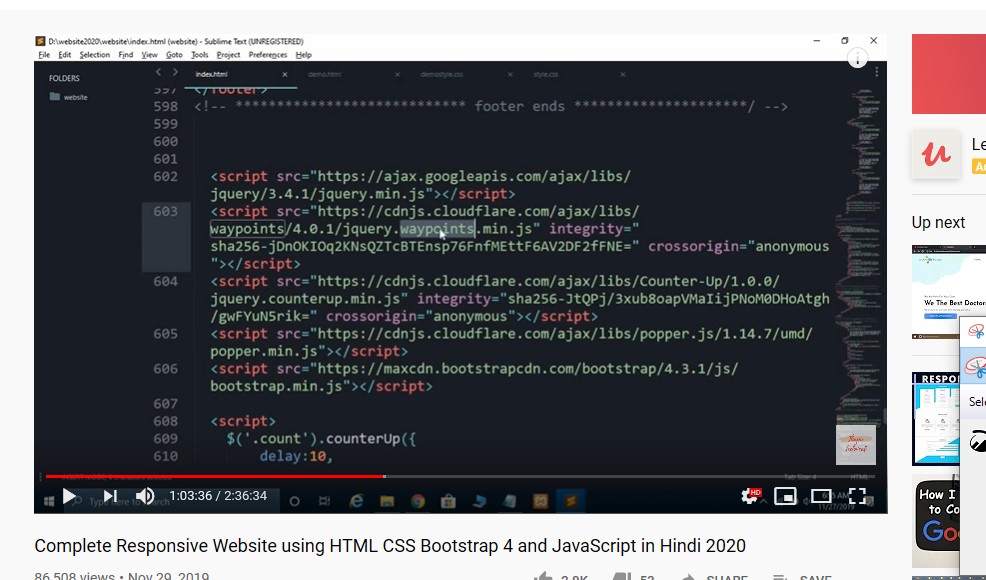 D:\website2020\website\index.html (website) - Sublime Text (UNREGISTERED)
File Edit Selection Find View Goto Tools Project Preferences Help
FOLDERS
website
index.html
demo.html
demostyle.css
style.css
597 </footer>
598 <!-- **************************** footer ends *********************/ -->
599
600
601
602 <script src="https://ajax.googleapis.com/ajax/libs/
jquery/3.4.1/jquery.min.js"></script>
603 <script src="https://cdnjs.cloudflare.com/ajax/libs/
waypoints/4.0.1/jquery.waypoints.min.js" integrity="
sha256-jDnOKIOq2KNsQZTcBTEnsp76FnfMEttF6AV2DF2fFNE=" crossorigin="anonymous
"></script>
604 <script src="https://cdnjs.cloudflare.com/ajax/libs/Counter-Up/1.0.0/
jquery.counterup.min.js" integrity="sha256-JtQPj/3xub8oapVMaIijPNoM0DHoAtgh
/gwFYuN5rik=" crossorigin="anonymous"></script>
605 <script src="https://cdnjs.cloudflare.com/ajax/libs/popper.js/1.14.7/umd/
popper.min.js"></script>
606 <script src="https://maxcdn.bootstrapcdn.com/bootstrap/4.3.1/js/
bootstrap.min.js"></script>
607
608 <script>
609 $('.count').counterUp({
610 delay:10,
Tab Size: 4 HTML
Type here to search
1:03:36 / 2:36:34
HD
11/27/2019
Complete Responsive Website using HTML CSS Bootstrap 4 and JavaScript in Hindi 2020
86,508 views • Nov 29, 2019
2.9K
52
SHARE
SAVE
Le
Up next
We The Best Doctors
RESPO
Sele
How I
to Co
Goo